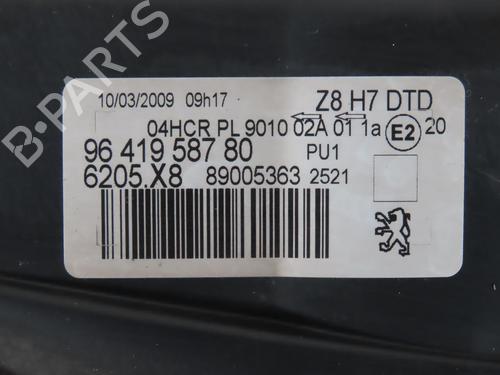 10/03/2009 09h17 Z8 H7 DTD
04HCR PL 9010 02A 01 1a E2 20
96 419 587 80 PU1
6205.X8 89005363 2521
B-PARTS